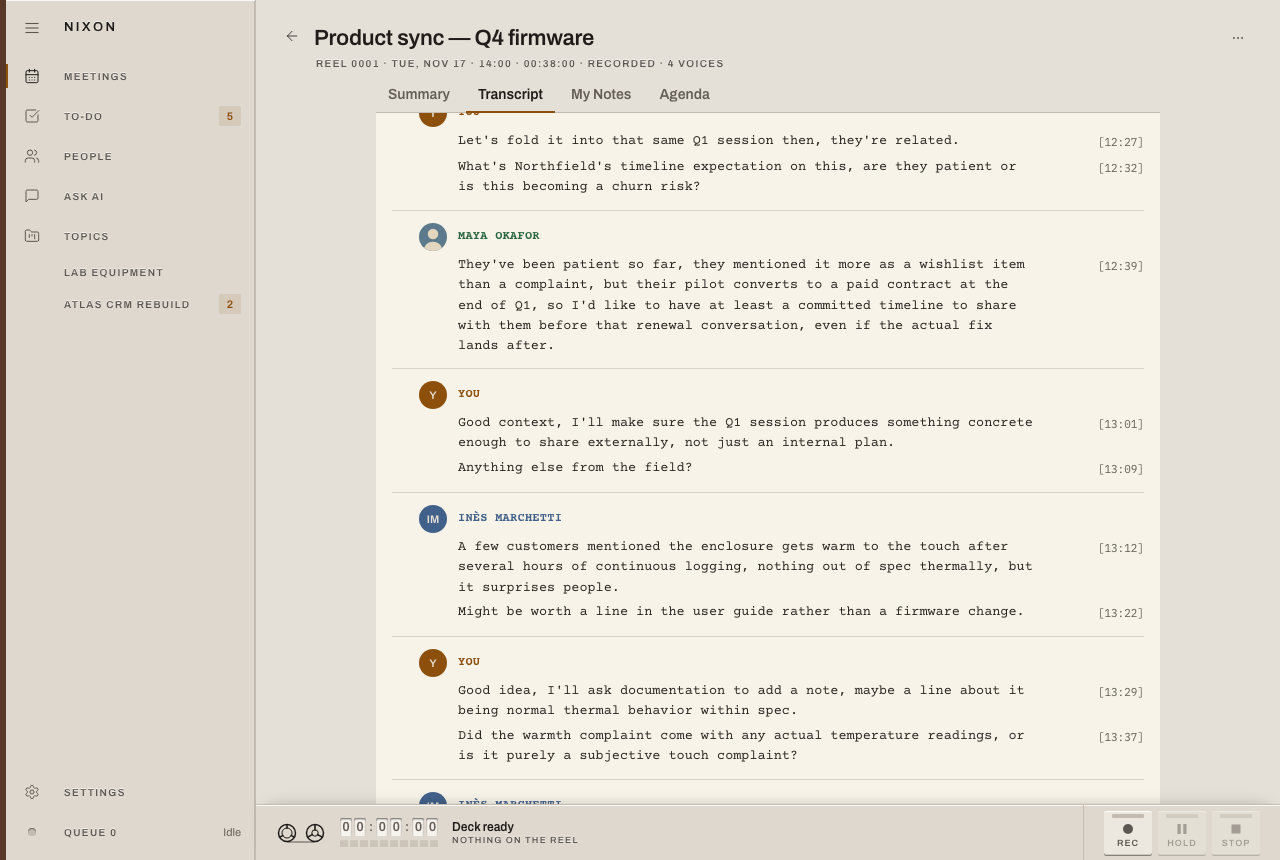 NIXON
MEETINGS
TO-DO 5
PEOPLE
ASK AI
TOPICS
LAB EQUIPMENT
ATLAS CRM REBUILD 2
SETTINGS
QUEUE 0 Idle
Product sync — Q4 firmware
REEL 0001 · TUE, NOV 17 · 14:00 · 00:38:00 · RECORDED · 4 VOICES
Summary Transcript My Notes Agenda
Let's fold it into that same Q1 session then, they're related. [12:27]
What's Northfield's timeline expectation on this, are they patient or [12:32]
is this becoming a churn risk?
MAYA OKAFOR
They've been patient so far, they mentioned it more as a wishlist item [12:39]
than a complaint, but their pilot converts to a paid contract at the
end of Q1, so I'd like to have at least a committed timeline to share
with them before that renewal conversation, even if the actual fix
lands after.
Y YOU
Good context, I'll make sure the Q1 session produces something concrete [13:01]
enough to share externally, not just an internal plan.
Anything else from the field? [13:09]
IM INÈS MARCHETTI
A few customers mentioned the enclosure gets warm to the touch after [13:12]
several hours of continuous logging, nothing out of spec thermally, but
it surprises people.
Might be worth a line in the user guide rather than a firmware change. [13:22]
Y YOU
Good idea, I'll ask documentation to add a note, maybe a line about it [13:29]
being normal thermal behavior within spec.
Did the warmth complaint come with any actual temperature readings, or [13:37]
is it purely a subjective touch complaint?
INÈS MARCHETTI
00:00:00
Deck ready
NOTHING ON THE REEL
REC HOLD STOP